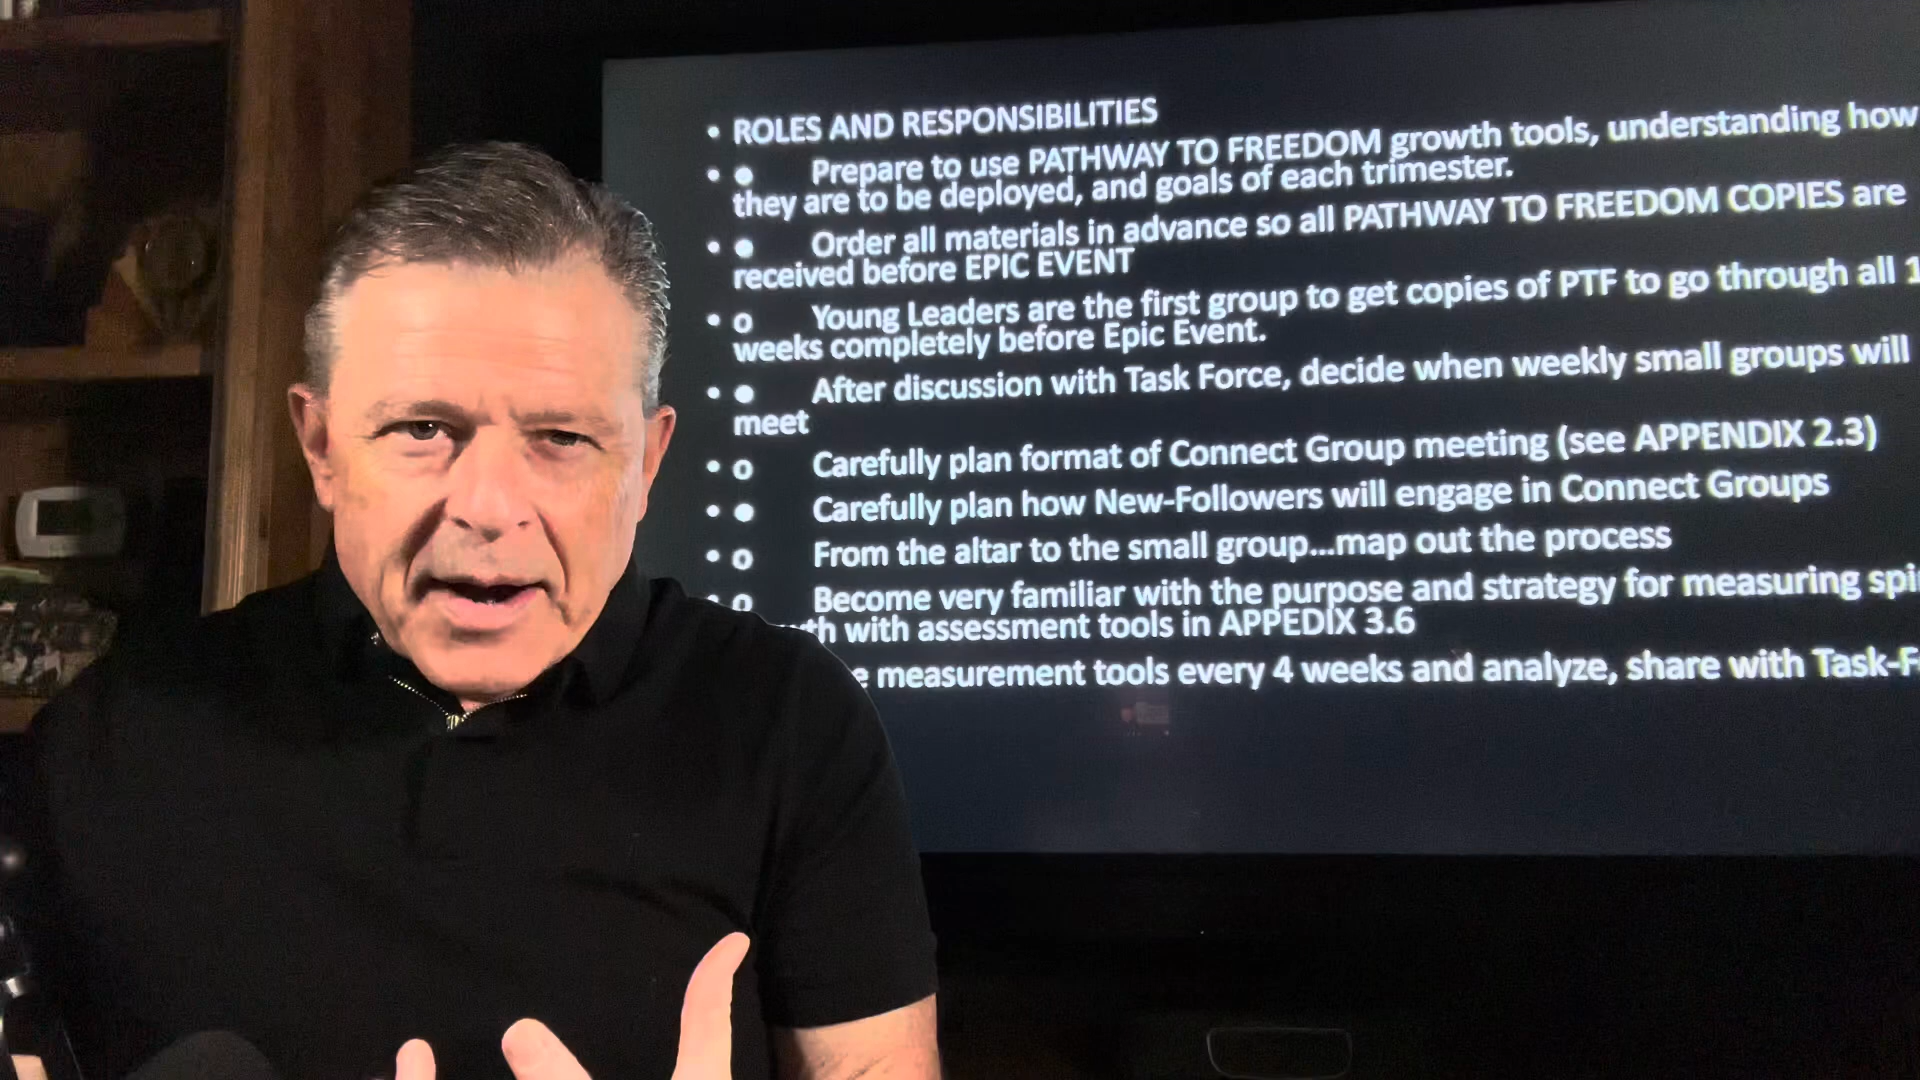 • ROLES AND RESPONSIBILITIES
• ● Prepare to use PATHWAY TO FREEDOM growth tools, understanding how
they are to be deployed, and goals of each trimester.
• ● Order all materials in advance so all PATHWAY TO FREEDOM COPIES are
received before EPIC EVENT
• o Young Leaders are the first group to get copies of PTF to go through all
weeks completely before Epic Event.
• ● After discussion with Task Force, decide when weekly small groups will
meet
• o Carefully plan format of Connect Group meeting (see APPENDIX 2.3)
• ● Carefully plan how New-Followers will engage in Connect Groups
• o From the altar to the small group...map out the process
• o Become very familiar with the purpose and strategy for measuring
with assessment tools in APPEDIX 3.6
measurement tools every 4 weeks and analyze, share with